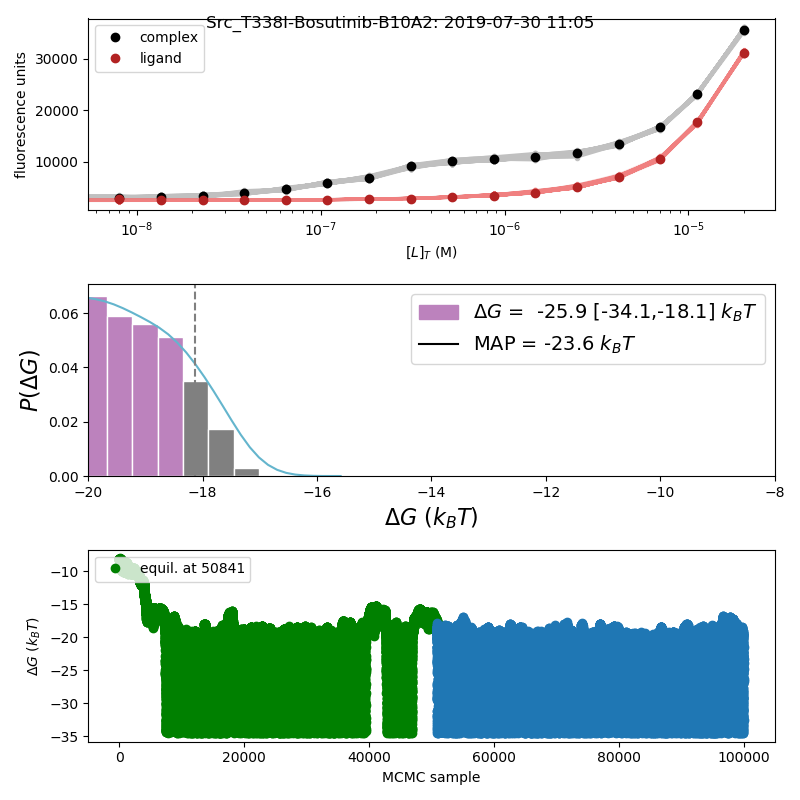 Src_T338I-Bosutinib-B10A2: 2019-07-30 11:05
complex
ligand
fluorescence units
30000
20000
10000
10⁻⁸ 10⁻⁷ 10⁻⁶ 10⁻⁵
[L]_T (M)
ΔG = -25.9 [-34.1,-18.1] k_BT
MAP = -23.6 k_BT
P(ΔG)
0.06
0.04
0.02
0.00
−20 −18 −16 −14 −12 −10 −8
ΔG (k_BT)
equil. at 50841
ΔG (k_BT)
−10
−15
−20
−25
−30
−35
0 20000 40000 60000 80000 100000
MCMC sample